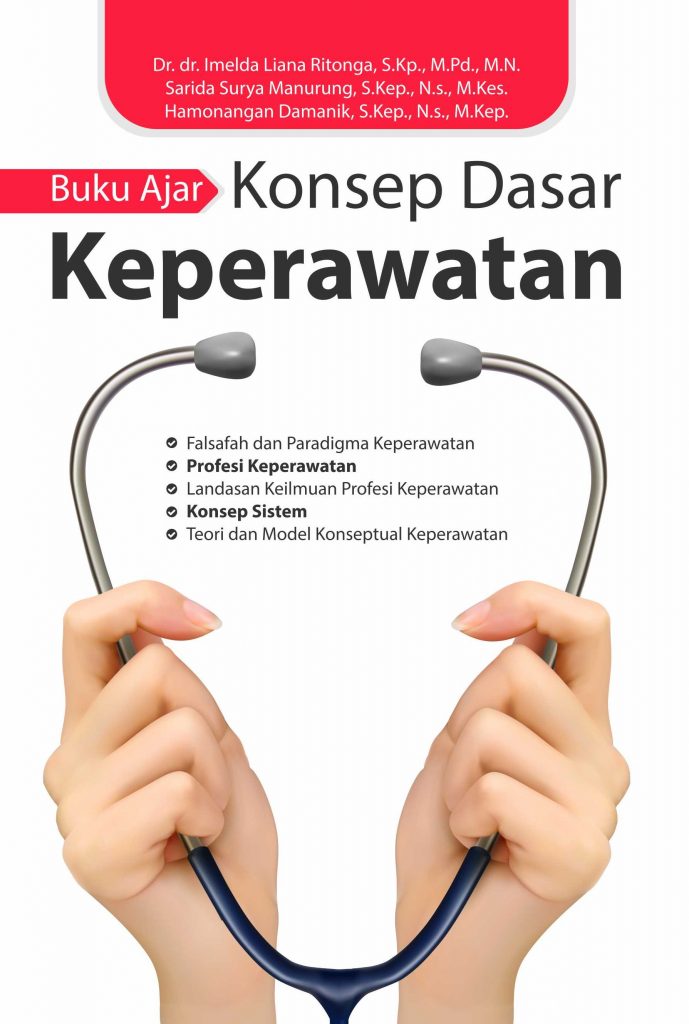 Dr. dr. Imelda Liana Ritonga, S.Kp., M.Pd., M.N.
Sarida Surya Manurung, S.Kep., N.s., M.Kes.
Hamonangan Damanik, S.Kep., N.s., M.Kep.
Buku Ajar Konsep Dasar
Keperawatan
Falsafah dan Paradigma Keperawatan
Profesi Keperawatan
Landasan Keilmuan Profesi Keperawatan
Konsep Sistem
Teori dan Model Konseptual Keperawatan